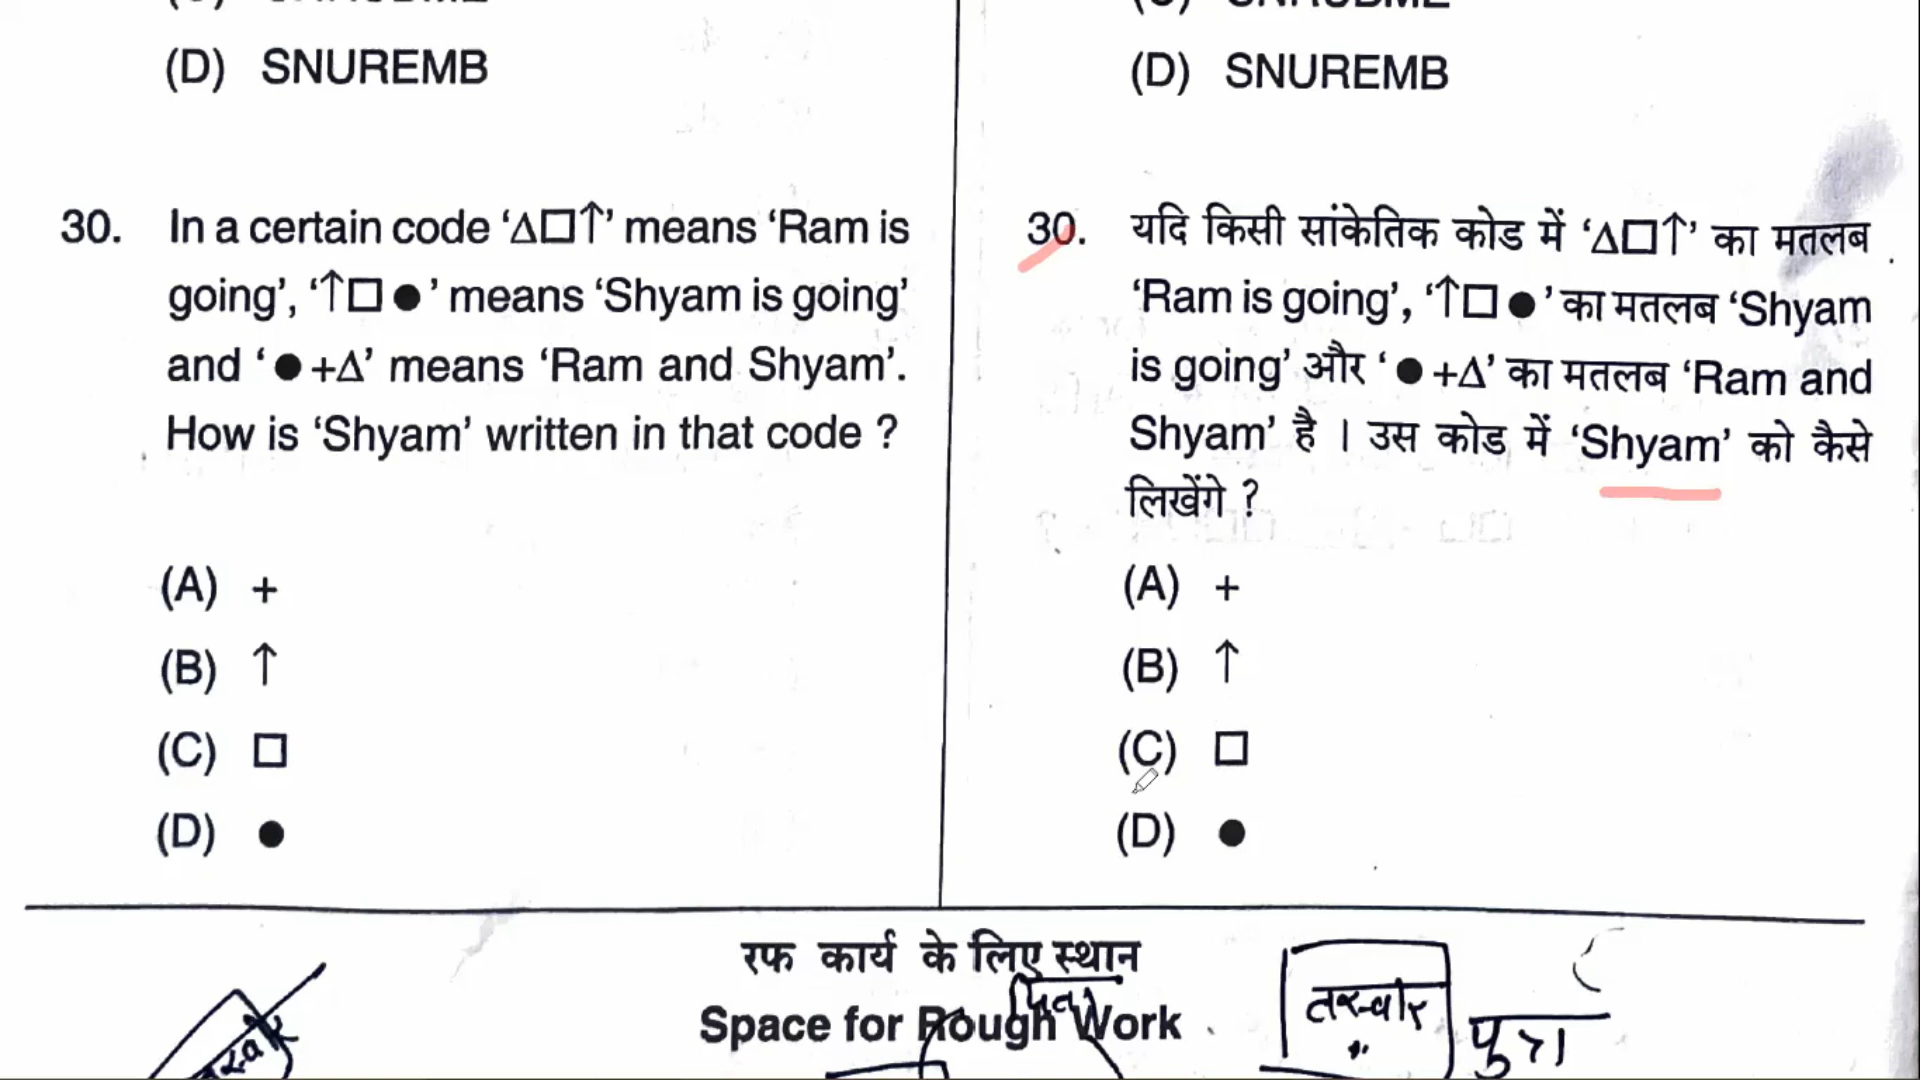 (D) SNUREMB
30. In a certain code ‘Δ□↑’ means ‘Ram is
going’, ‘↑□●’ means ‘Shyam is going’
and ‘●+Δ’ means ‘Ram and Shyam’.
How is ‘Shyam’ written in that code ?
(A) +
(B) ↑
(C) □
(D) ●
(D) SNUREMB
30. यदि किसी सांकेतिक कोड में ‘Δ□↑’ का मतलब
‘Ram is going’, ‘↑□●’ का मतलब ‘Shyam
is going’ और ‘●+Δ’ का मतलब ‘Ram and
Shyam’ है । उस कोड में ‘Shyam’ को कैसे
लिखेंगे ?
(A) +
(B) ↑
(C) □
(D) ●
रफ कार्य के लिए स्थान
Space for Rough Work
तस्वीर